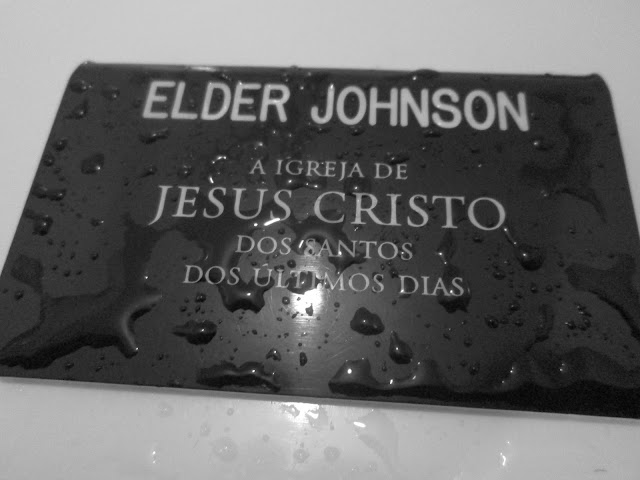 ELDER JOHNSON
A IGREJA DE
JESUS CRISTO
DOS SANTOS
DOS ÚLTIMOS DIAS